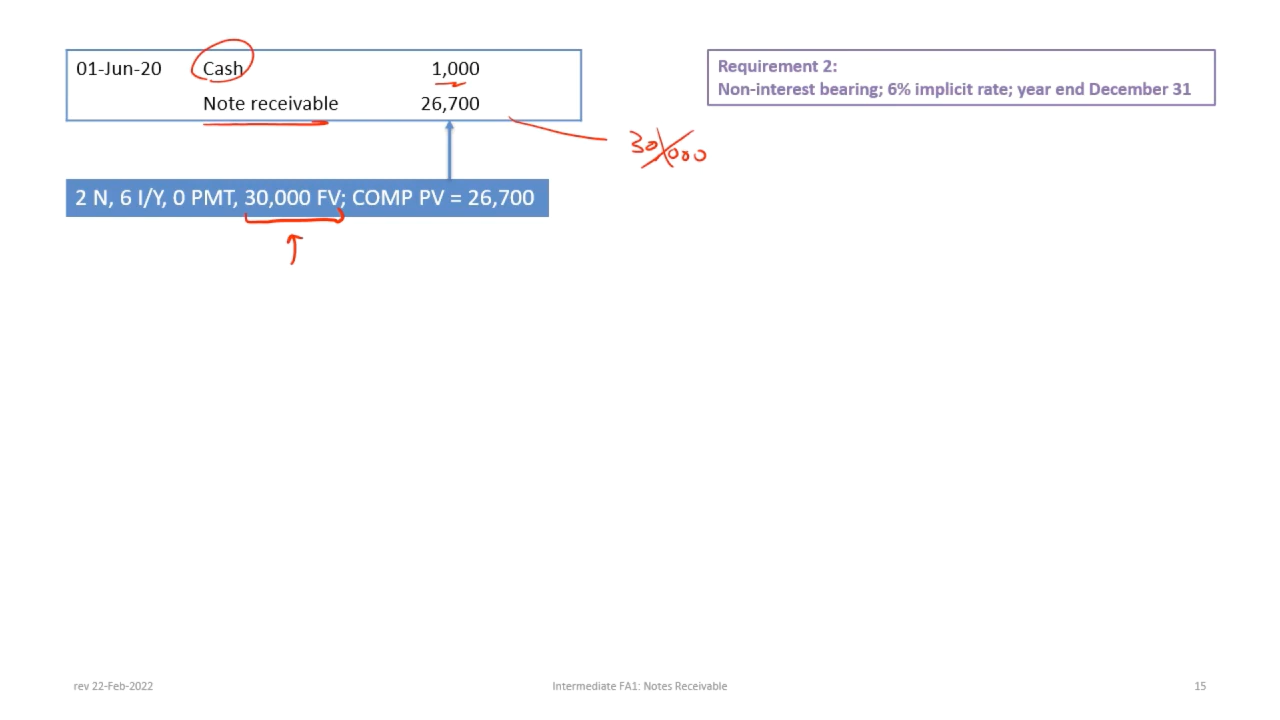 01-Jun-20 Cash 1,000
Note receivable 26,700
Requirement 2:
Non-interest bearing; 6% implicit rate; year end December 31
30,000
2 N, 6 I/Y, 0 PMT, 30,000 FV; COMP PV = 26,700
rev 22-Feb-2022
Intermediate FA1: Notes Receivable
15